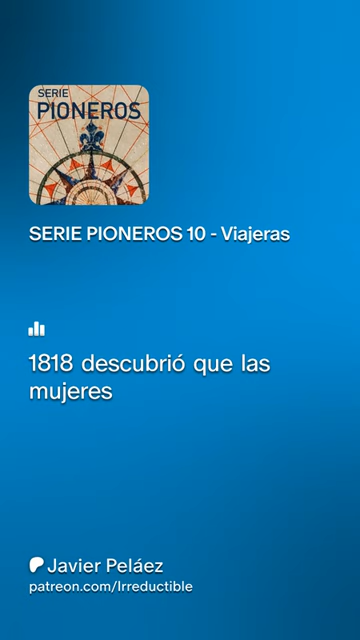 SERIE
PIONEROS
SERIE PIONEROS 10 - Viajeras
1818 descubrió que las
mujeres
Javier Peláez
patreon.com/Irreductible